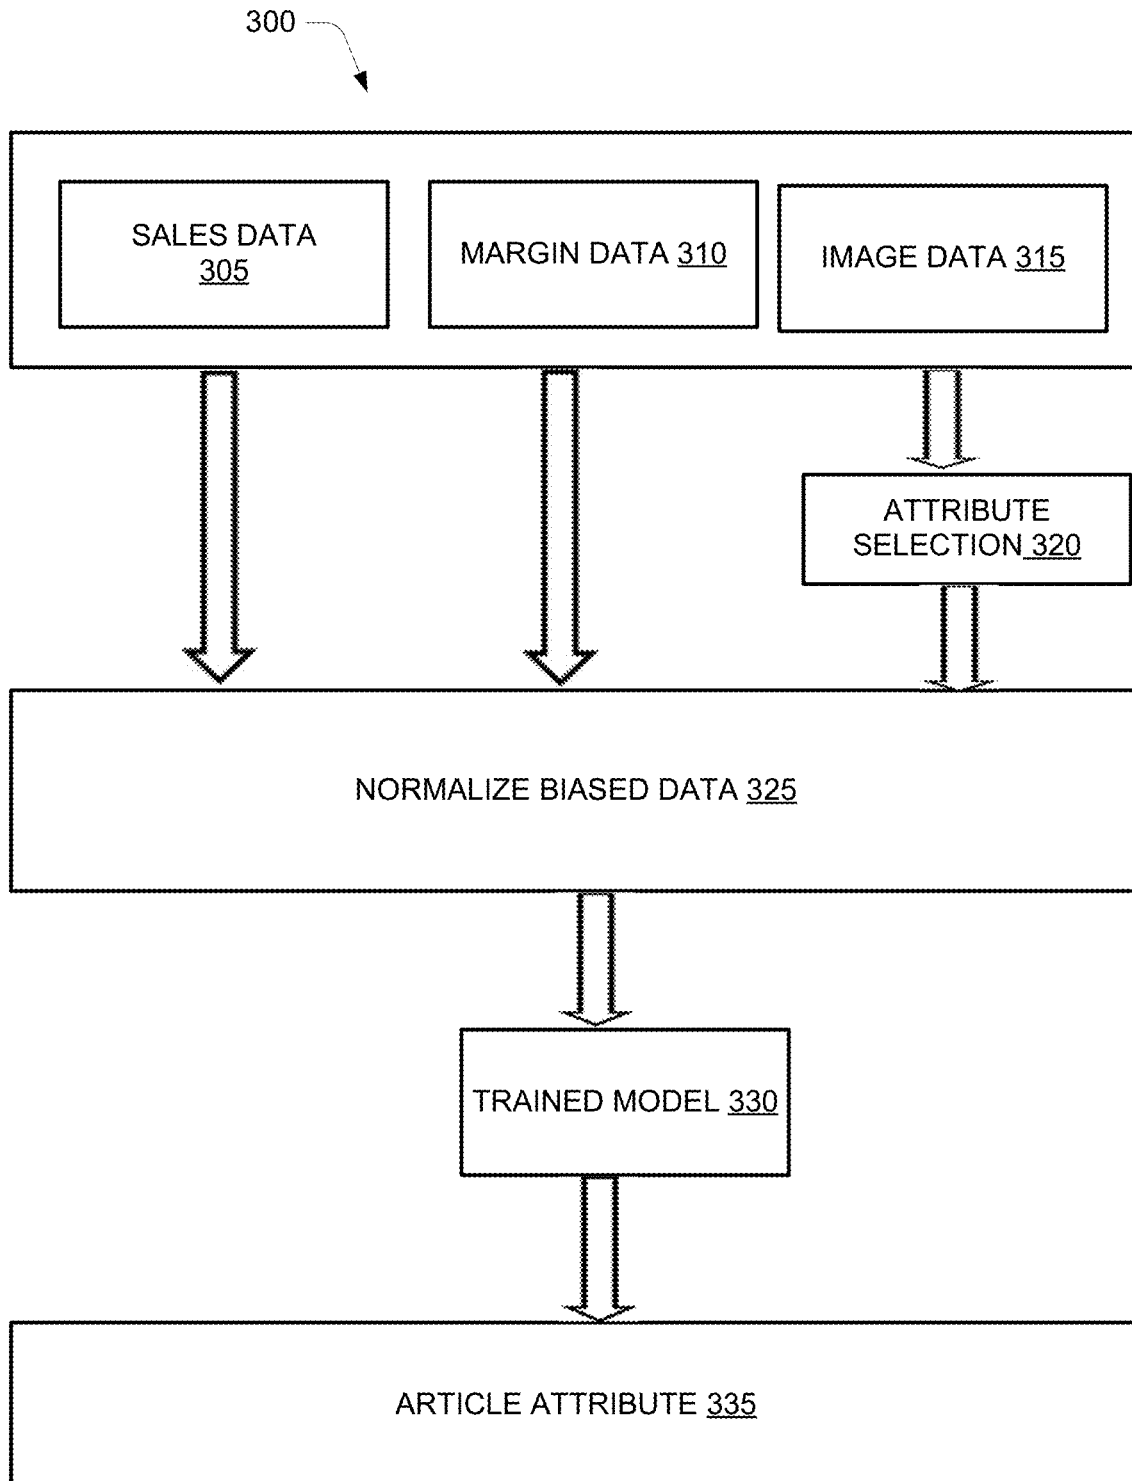 300
SALES DATA
305
MARGIN DATA 310
IMAGE DATA 315
ATTRIBUTE
SELECTION 320
NORMALIZE BIASED DATA 325
TRAINED MODEL 330
ARTICLE ATTRIBUTE 335